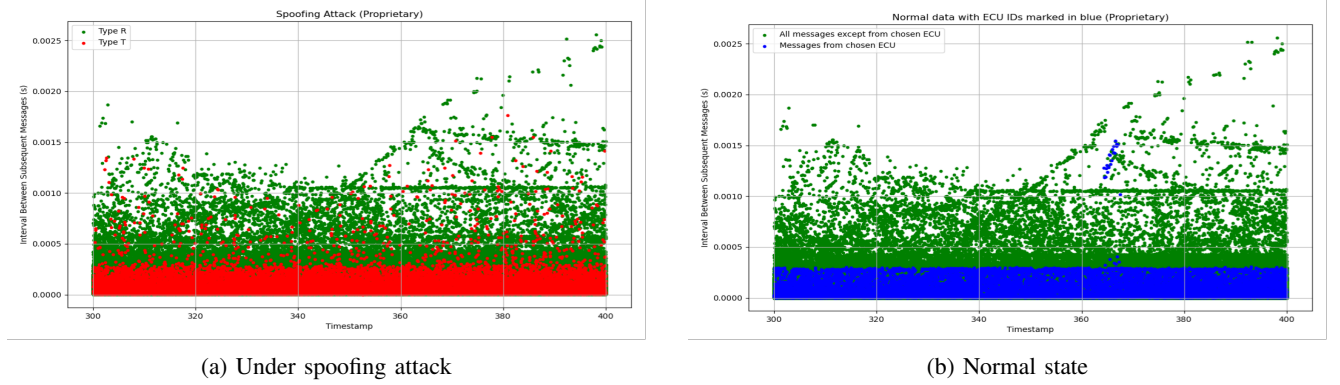 Spoofing Attack (Proprietary)
Type R
Type T
Interval Between Subsequent Messages (s)
0.0025
0.0020
0.0015
0.0010
0.0005
0.0000
300
320
340
360
380
400
Timestamp
(a) Under spoofing attack
Normal data with ECU IDs marked in blue (Proprietary)
All messages except from chosen ECU
Messages from chosen ECU
Interval Between Subsequent Messages (s)
0.0025
0.0020
0.0015
0.0010
0.0005
0.0000
300
320
340
360
380
400
Timestamp
(b) Normal state